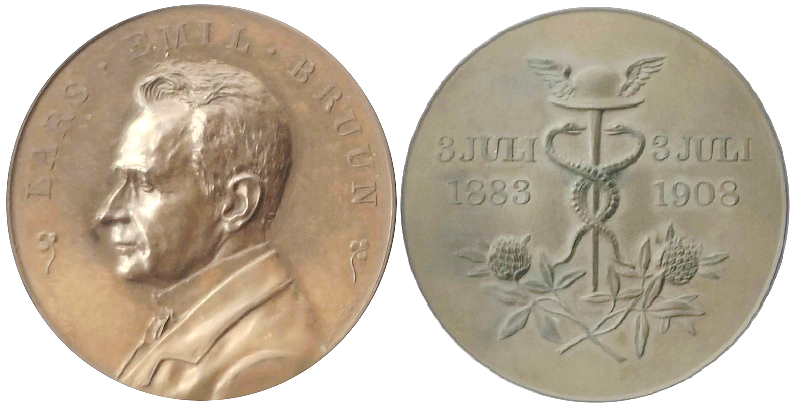 LARS · EMIL · BRUUN
3 JULI 3 JULI
1883 1908